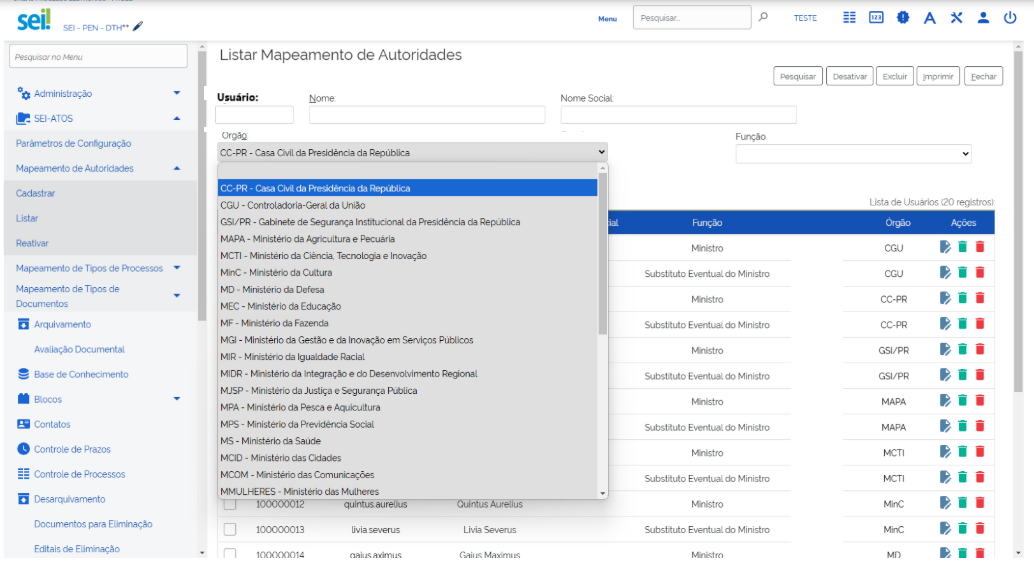 sei! SEI - PEN - DTH**
Menu
Pesquisar...
TESTE
123
Pesquisar no Menu
Administração
SEI-ATOS
Parâmetros de Configuração
Mapeamento de Autoridades
Cadastrar
Listar
Reativar
Mapeamento de Tipos de Processos
Mapeamento de Tipos de
Documentos
Arquivamento
Avaliação Documental
Base de Conhecimento
Blocos
Contatos
Controle de Prazos
Controle de Processos
Desarquivamento
Documentos para Eliminação
Editais de Eliminação
Listar Mapeamento de Autoridades
Pesquisar Desativar Excluir Imprimir Fechar
Usuário: Nome: Nome Social:
Orgão: Função
CC-PR - Casa Civil da Presidência da República
CC-PR - Casa Civil da Presidência da República
CGU - Controladoria-Geral da União
GSI/PR - Gabinete de Segurança Institucional da Presidência da República
MAPA - Ministério da Agricultura e Pecuária
MCTI - Ministério da Ciência, Tecnologia e Inovação
MinC - Ministério da Cultura
MD - Ministério da Defesa
MEC - Ministério da Educação
MF - Ministério da Fazenda
MGI - Ministério da Gestão e da Inovação em Serviços Públicos
MIR - Ministério da Igualdade Racial
MIDR - Ministério da Integração e do Desenvolvimento Regional
MJSP - Ministério da Justiça e Segurança Pública
MPA - Ministério da Pesca e Aquicultura
MPS - Ministério da Previdência Social
MS - Ministério da Saúde
MCID - Ministério das Cidades
MCOM - Ministério das Comunicações
MMULHERES - Ministério das Mulheres
Lista de Usuários (20 registros):
Função Órgão Ações
Ministro CGU
Substituto Eventual do Ministro CGU
Ministro CC-PR
Substituto Eventual do Ministro CC-PR
Ministro GSI/PR
Substituto Eventual do Ministro GSI/PR
Ministro MAPA
Substituto Eventual do Ministro MAPA
Ministro MCTI
Substituto Eventual do Ministro MCTI
100000012 quintus.aurelius Quintus Aurelius Ministro MinC
100000013 livia.severus Livia Severus Substituto Eventual do Ministro MinC
100000014 gaius.aximus Gaius Maximus Ministro MD